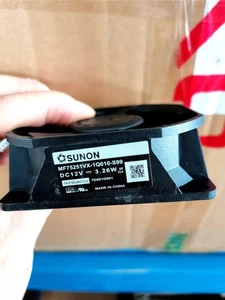 SUNON
MF75251VX-1Q010-S99
DC12V 3.26W
MADE IN CHINA